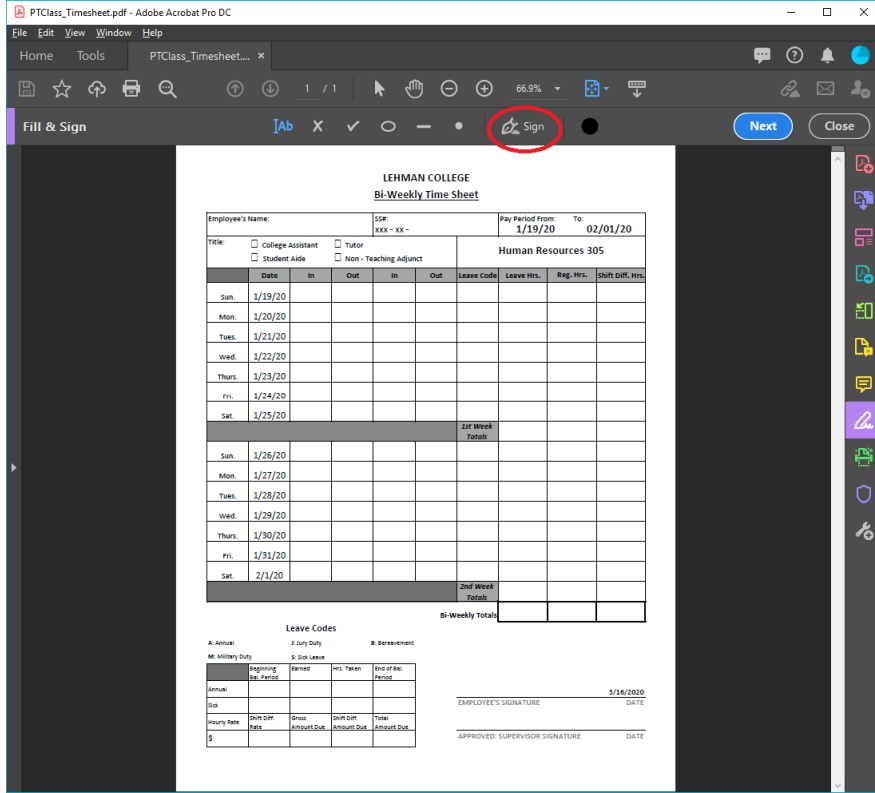 PTClass_Timesheet.pdf - Adobe Acrobat Pro DC
File Edit View Window Help
Home Tools PTClass_Timesheet.... ×
1 / 1 66.9%
Fill & Sign IAb Sign Next Close
LEHMAN COLLEGE
Bi-Weekly Time Sheet
Employee's Name: SS#: Pay Period From: To:
xxx - xx - 1/19/20 02/01/20
Title: College Assistant Tutor Human Resources 305
Student Aide Non - Teaching Adjunct
Date In Out In Out Leave Code Leave Hrs. Reg. Hrs. Shift Diff. Hrs.
Sun. 1/19/20
Mon. 1/20/20
Tues. 1/21/20
Wed. 1/22/20
Thurs. 1/23/20
Fri. 1/24/20
Sat. 1/25/20
1st Week
Totals
Sun. 1/26/20
Mon. 1/27/20
Tues. 1/28/20
Wed. 1/29/20
Thurs. 1/30/20
Fri. 1/31/20
Sat. 2/1/20
2nd Week
Totals
Bi-Weekly Totals
Leave Codes
A: Annual J: Jury Duty B: Bereavement
M: Military Duty S: Sick Leave
Beginning Earned Hrs. Taken End of Bal.
Bal. Period Period
Annual
3/16/2020
Sick
EMPLOYEE'S SIGNATURE DATE
Hourly Rate Shift Diff. Gross Shift Diff. Total
Rate Amount Due Amount Due Amount Due
$
APPROVED: SUPERVISOR SIGNATURE DATE